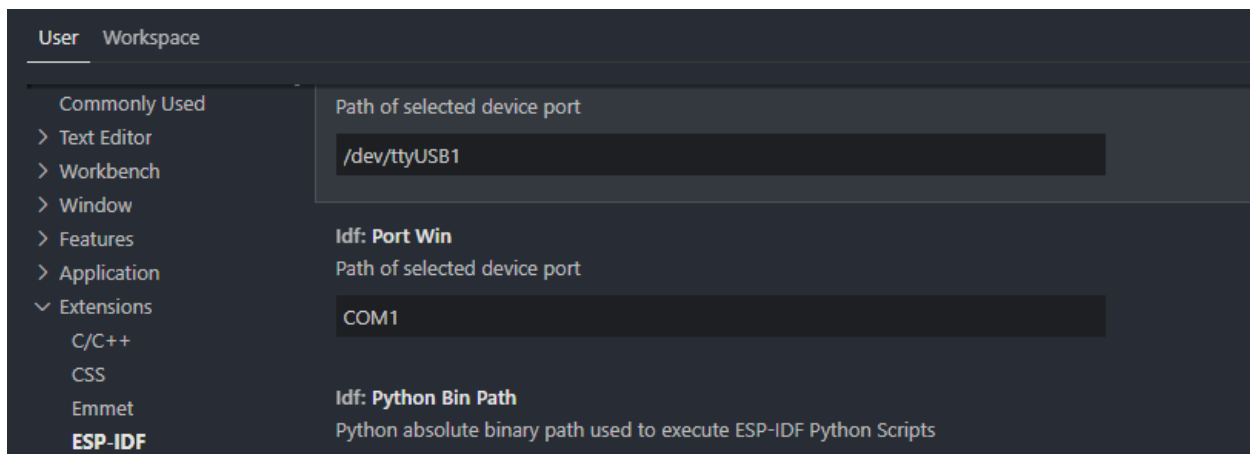 User Workspace
Commonly Used
Text Editor
Workbench
Window
Features
Application
Extensions
C/C++
CSS
Emmet
ESP-IDF
Path of selected device port
/dev/ttyUSB1
Idf: Port Win
Path of selected device port
COM1
Idf: Python Bin Path
Python absolute binary path used to execute ESP-IDF Python Scripts